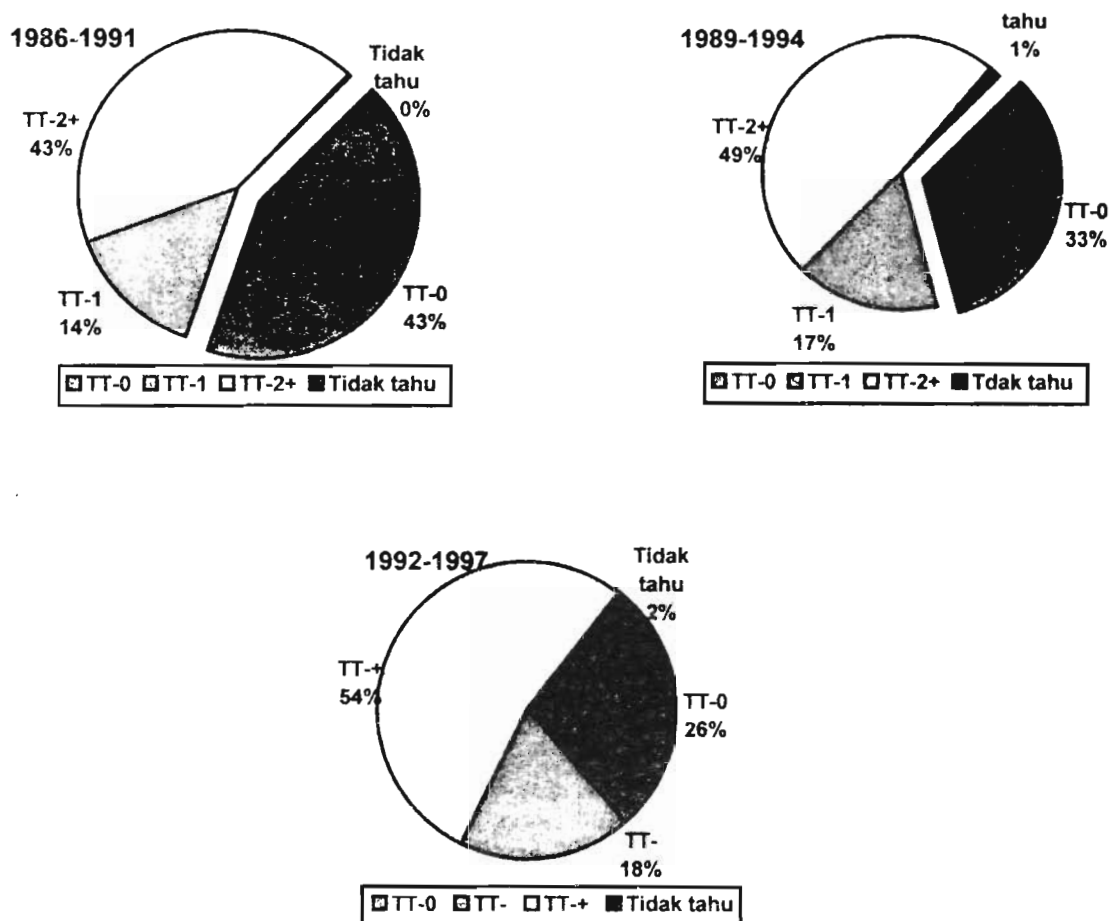 1986-1991
Tidak
tahu
0%
TT-2+
43%
TT-1
14%
TT-0
43%
TT-0 TT-1 TT-2+ Tidak tahu
1989-1994
tahu
1%
TT-2+
49%
TT-0
33%
TT-1
17%
TT-0 TT-1 TT-2+ Tdak tahu
1992-1997
Tidak
tahu
2%
TT-+
54%
TT-0
26%
TT-
18%
TT-0 TT- TT-+ Tidak tahu